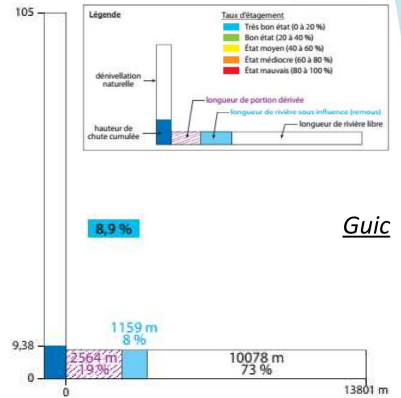 105
Légende
Taux d'étagement
Très bon état (0 à 20 %)
Bon état (20 à 40 %)
État moyen (40 à 60 %)
État médiocre (60 à 80 %)
État mauvais (80 à 100 %)
dénivellation
naturelle
longueur de portion dérivée
longueur de rivière sous influence (remous)
hauteur de
chute cumulée
longueur de rivière libre
8,9 %
Guic
1159 m
8 %
9,38
2564 m
19 %
10078 m
73 %
0
0
13801 m